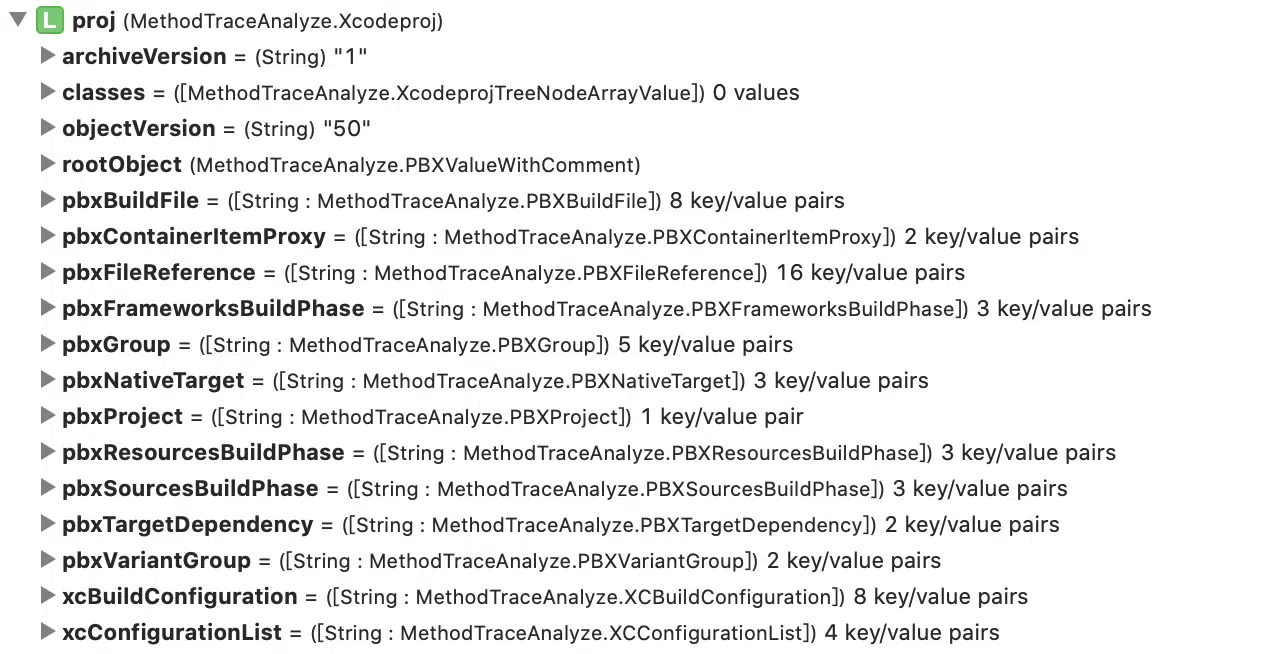 L proj (MethodTraceAnalyze.Xcodeproj)
archiveVersion = (String) "1"
classes = ([MethodTraceAnalyze.XcodeprojTreeNodeArrayValue]) 0 values
objectVersion = (String) "50"
rootObject (MethodTraceAnalyze.PBXValueWithComment)
pbxBuildFile = ([String : MethodTraceAnalyze.PBXBuildFile]) 8 key/value pairs
pbxContainerItemProxy = ([String : MethodTraceAnalyze.PBXContainerItemProxy]) 2 key/value pairs
pbxFileReference = ([String : MethodTraceAnalyze.PBXFileReference]) 16 key/value pairs
pbxFrameworksBuildPhase = ([String : MethodTraceAnalyze.PBXFrameworksBuildPhase]) 3 key/value pairs
pbxGroup = ([String : MethodTraceAnalyze.PBXGroup]) 5 key/value pairs
pbxNativeTarget = ([String : MethodTraceAnalyze.PBXNativeTarget]) 3 key/value pairs
pbxProject = ([String : MethodTraceAnalyze.PBXProject]) 1 key/value pair
pbxResourcesBuildPhase = ([String : MethodTraceAnalyze.PBXResourcesBuildPhase]) 3 key/value pairs
pbxSourcesBuildPhase = ([String : MethodTraceAnalyze.PBXSourcesBuildPhase]) 3 key/value pairs
pbxTargetDependency = ([String : MethodTraceAnalyze.PBXTargetDependency]) 2 key/value pairs
pbxVariantGroup = ([String : MethodTraceAnalyze.PBXVariantGroup]) 2 key/value pairs
xcBuildConfiguration = ([String : MethodTraceAnalyze.XCBuildConfiguration]) 8 key/value pairs
xcConfigurationList = ([String : MethodTraceAnalyze.XCConfigurationList]) 4 key/value pairs